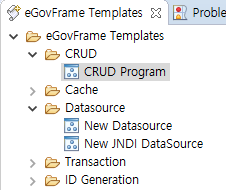 eGovFrame Templates
Proble
eGovFrame Templates
CRUD
CRUD Program
Cache
Datasource
New Datasource
New JNDI DataSource
Transaction
ID Generation